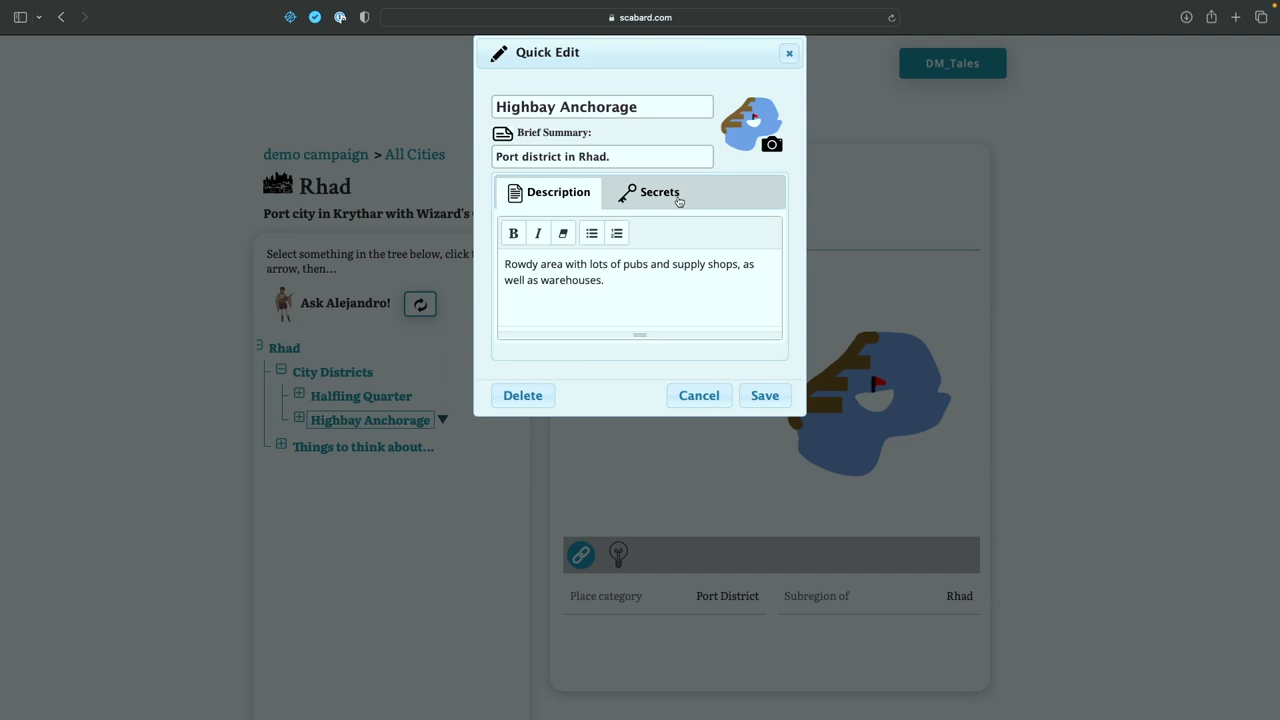 scabard.com
Quick Edit
DM_Tales
Highbay Anchorage
Brief Summary:
Port district in Rhad.
demo campaign > All Cities
Rhad
Port city in Krythar with Wizard's
Description
Secrets
B I
Select something in the tree below, click
arrow, then...
Rowdy area with lots of pubs and supply shops, as
well as warehouses.
Ask Alejandro!
Rhad
City Districts
Halfling Quarter
Highbay Anchorage
Things to think about...
Delete
Cancel
Save
Place category
Port District
Subregion of
Rhad